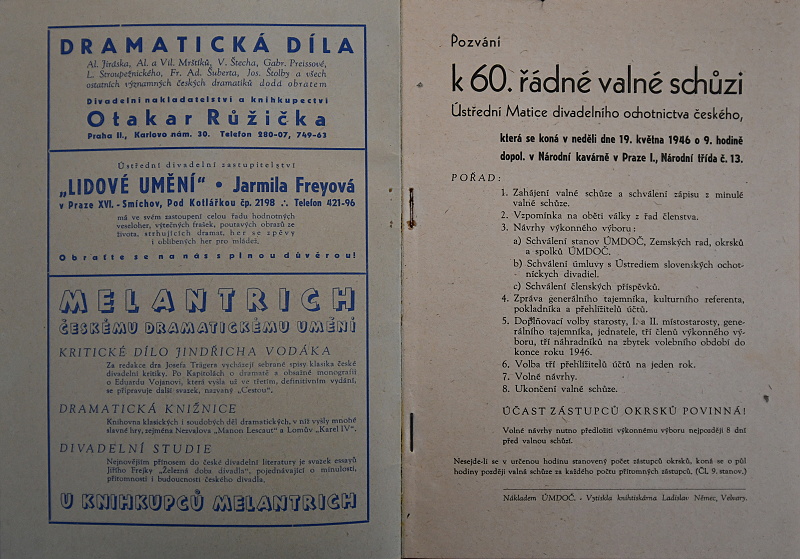 DRAMATICKÁ DÍLA
Al. Jiráska, Al. a Vil. Mrštíků, V. Štecha, Gabr. Preissové,
L. Stroupežnického, Fr. Ad. Šuberta, Jos. Štolby a všech
ostatních významných českých dramatiků dodá obratem
Divadelní nakladatelství a knihkupectví
Otakar Růžička
Praha II., Karlovo nám. 30. Telefon 280-07, 749-63
Ústřední divadelní zastupitelství
„LIDOVÉ UMĚNÍ" • Jarmila Freyová
v Praze XVI. - Smíchov, Pod Kotlářkou čp. 2198 ∴ Telefon 421-96
má ve svém zastoupení celou řadu hodnotných
veseloher, výtečných frašek, poutavých obrazů ze
života, strhujících dramat, her se zpěvy
i oblíbených her pro mládež.
Obraťte se na nás s plnou důvěrou!
MELANTRICH
ČESKÉMU DRAMATICKÉMU UMĚNÍ
KRITICKÉ DÍLO JINDŘICHA VODÁKA
Za redakce dra Josefa Trägera vycházejí sebrané spisy klasika české
divadelní kritiky. Po Kapitolách o dramatě a obsažné monografii
o Eduardu Vojanovi, která vyšla už ve třetím, definitivním vydání,
se připravuje další svazek, nazvaný „Cestou".
DRAMATICKÁ KNIŽNICE
Knihovna klasických i soudobých děl dramatických, v níž vyšly mnohé
slavné hry, zejména Nezvalova „Manon Lescaut" a Lomův „Karel IV".
DIVADELNÍ STUDIE
Nejnovějším přínosem do české divadelní literatury je svazek essayů
Jiřího Frejky „Železná doba divadla", pojednávající o minulosti,
přítomnosti i budoucnosti českého divadla.
U KNIHKUPCŮ MELANTRICH
Pozvání
k 60. řádné valné schůzi
Ústřední Matice divadelního ochotnictva českého,
která se koná v neděli dne 19. května 1946 o 9. hodině
dopol. v Národní kavárně v Praze I., Národní třída č. 13.
POŘAD:
1. Zahájení valné schůze a schválení zápisu z minulé
valné schůze.
2. Vzpomínka na oběti války z řad členstva.
3. Návrhy výkonného výboru:
a) Schválení stanov ÚMDOČ, Zemských rad, okrsků
a spolků ÚMDOČ.
b) Schválení úmluvy s Ústrediem slovenských ochot-
níckych divadiel.
c) Schválení členských příspěvků.
4. Zpráva generálního tajemníka, kulturního referenta,
pokladníka a přehlížitelů účtů.
5. Doplňovací volby starosty, I. a II. místostarosty, gene-
rálního tajemníka, jednatele, tří členů výkonného vý-
boru, tří náhradníků na zbytek volebního období do
konce roku 1946.
6. Volba tří přehlížitelů účtů na jeden rok.
7. Volné návrhy.
8. Ukončení valné schůze.
ÚČAST ZÁSTUPCŮ OKRSKŮ POVINNÁ!
Volné návrhy nutno předložiti výkonnému výboru nejpozději 8 dní
před valnou schůzí.
Nesejde-li se v určenou hodinu stanovený počet zástupců okrsků, koná se o půl
hodiny později valná schůze za každého počtu přítomných zástupců. (Čl. 9. stanov.)
Nákladem ÚMDOČ. - Vytiskla knihtiskárna Ladislav Němec, Velvary.